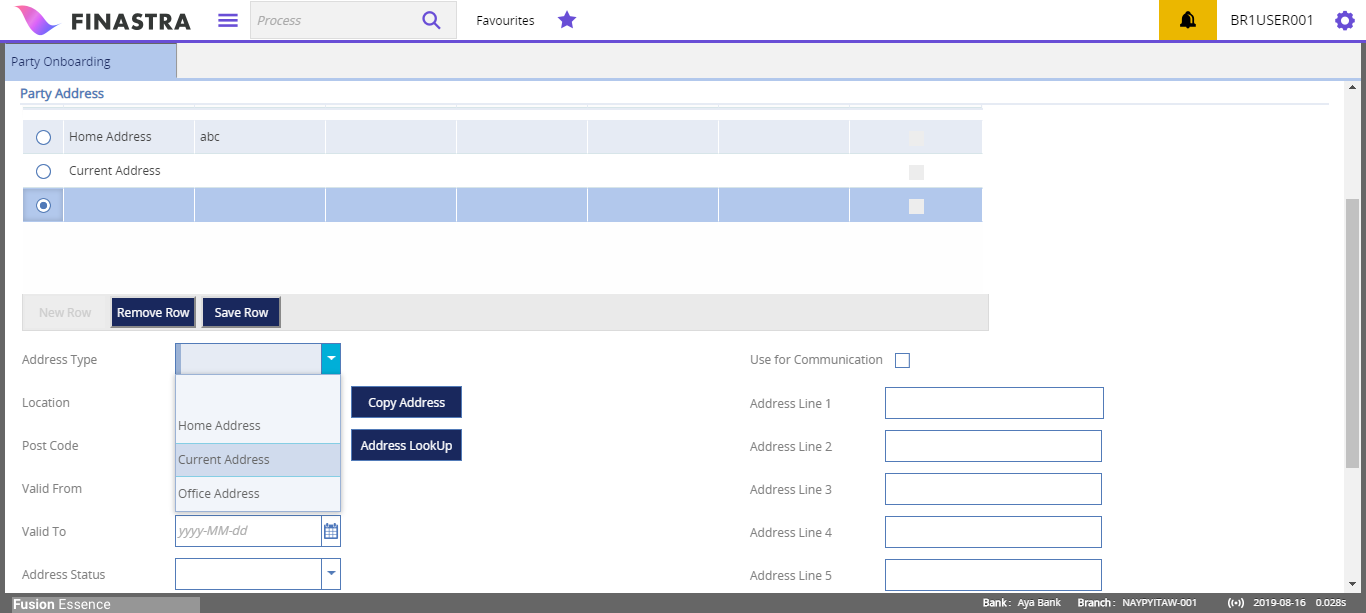 FINASTRA Process Favourites BR1USER001
Party Onboarding
Party Address
Home Address abc
Current Address
New Row Remove Row Save Row
Address Type Use for Communication
Location Copy Address Address Line 1
Home Address
Post Code Address LookUp Address Line 2
Current Address
Valid From Address Line 3
Office Address
Valid To yyyy-MM-dd Address Line 4
Address Status Address Line 5
Fusion Essence Bank : Aya Bank Branch : NAYPYITAW-001 2019-08-16 0.028s